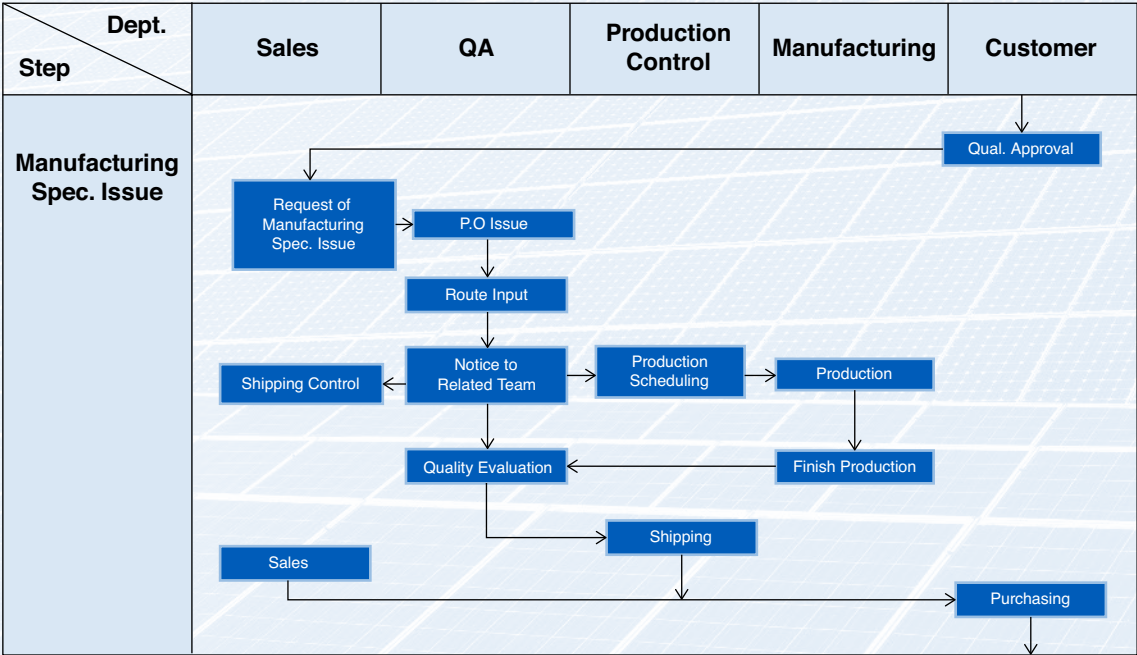 Dept.
Step
Sales
QA
Production
Control
Manufacturing
Customer
Manufacturing
Spec. Issue
Qual. Approval
Request of
Manufacturing
Spec. Issue
P.O Issue
Route Input
Shipping Control
Notice to
Related Team
Production
Scheduling
Production
Quality Evaluation
Finish Production
Shipping
Sales
Purchasing